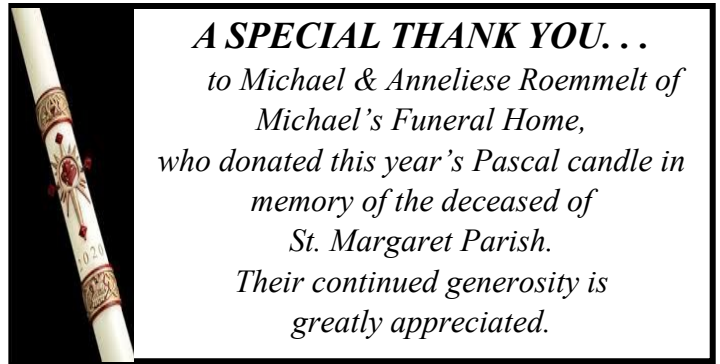 A SPECIAL THANK YOU. . .
to Michael & Anneliese Roemmelt of
Michael's Funeral Home,
who donated this year's Pascal candle in
memory of the deceased of
St. Margaret Parish.
Their continued generosity is
greatly appreciated.
2020